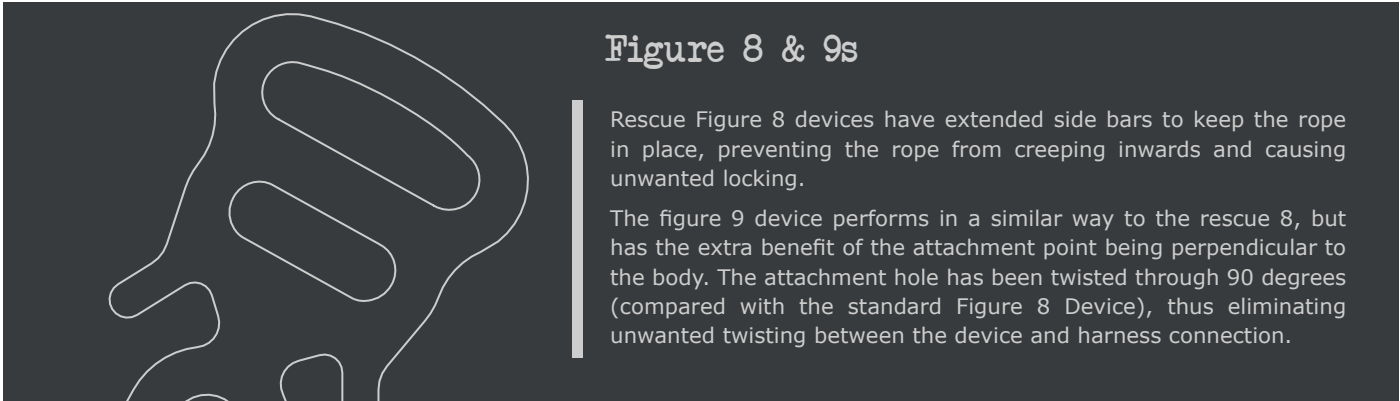 Figure 8 & 9s
Rescue Figure 8 devices have extended side bars to keep the rope
in place, preventing the rope from creeping inwards and causing
unwanted locking.
The figure 9 device performs in a similar way to the rescue 8, but
has the extra benefit of the attachment point being perpendicular to
the body. The attachment hole has been twisted through 90 degrees
(compared with the standard Figure 8 Device), thus eliminating
unwanted twisting between the device and harness connection.